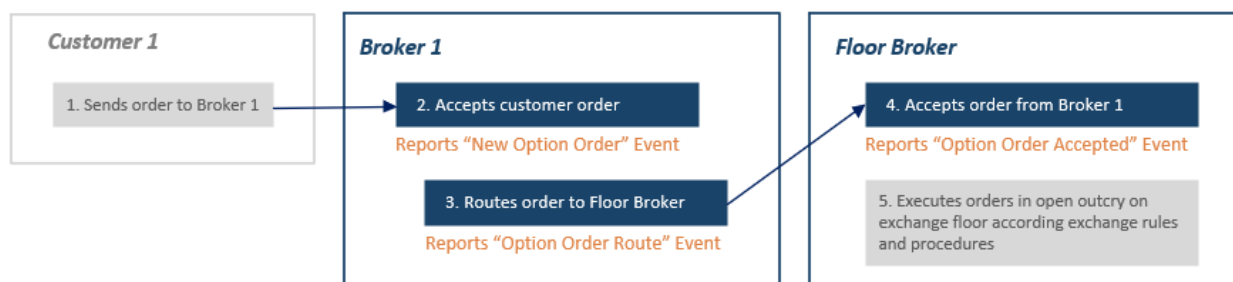 Customer 1
1. Sends order to Broker 1
Broker 1
2. Accepts customer order
Reports “New Option Order” Event
3. Routes order to Floor Broker
Reports “Option Order Route” Event
Floor Broker
4. Accepts order from Broker 1
Reports “Option Order Accepted” Event
5. Executes orders in open outcry on
exchange floor according exchange rules
and procedures